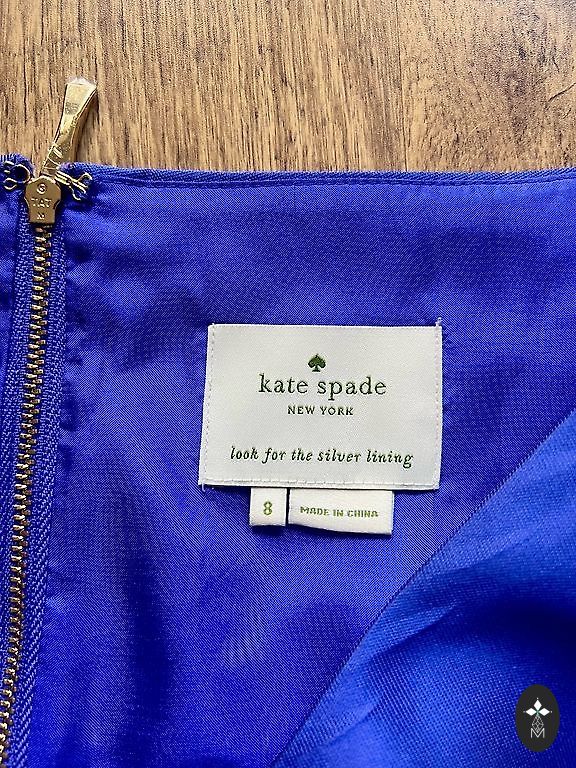 kate spade
NEW YORK
look for the silver lining
8
MADE IN CHINA
M